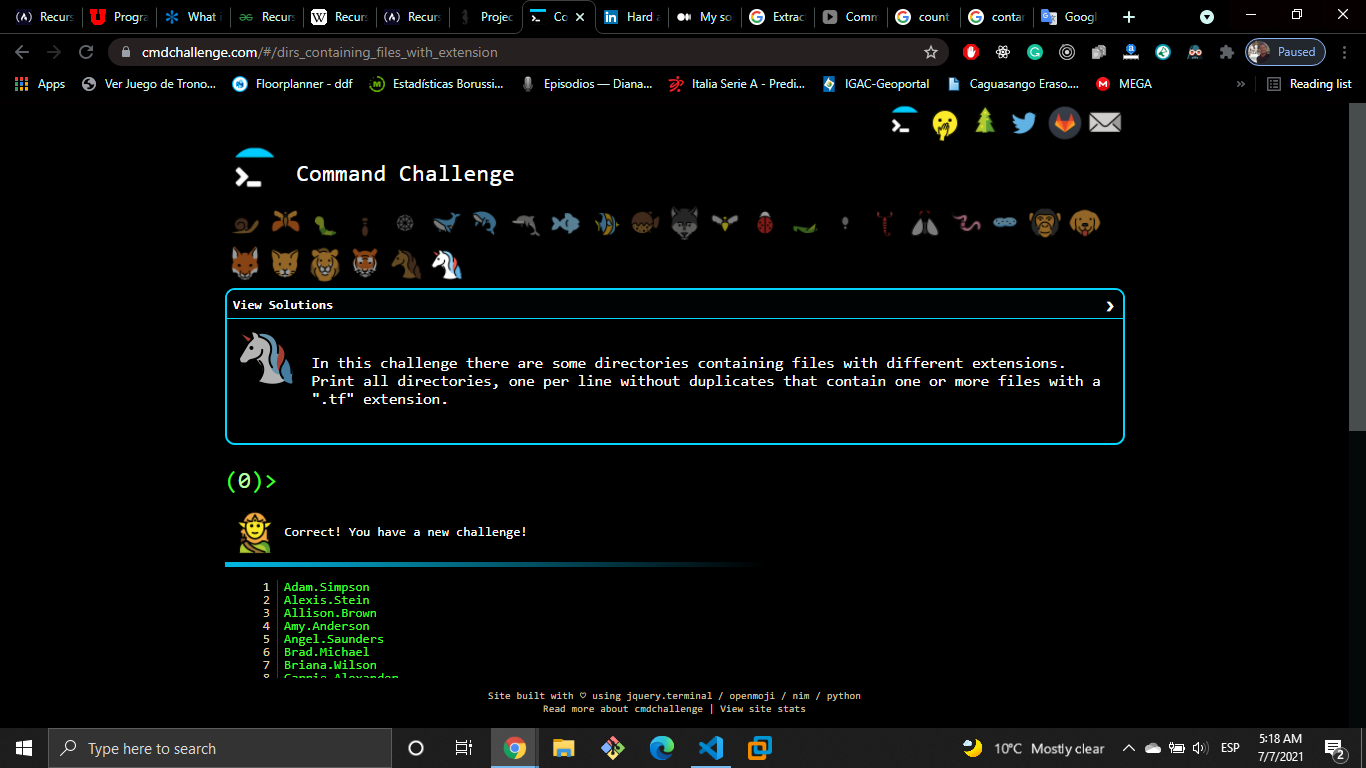 Recurs
Progra
What i
Recurs
Recurs
Recurs
Projec
Co
Hard a
My so
Extrac
Comm
count
contar
Googl
cmdchallenge.com/#/dirs_containing_files_with_extension
Paused
Apps
Ver Juego de Trono...
Floorplanner - ddf
Estadísticas Borussi...
Episodios — Diana...
Italia Serie A - Predi...
IGAC-Geoportal
Caguasango Eraso....
MEGA
»
Reading list
Command Challenge
View Solutions
In this challenge there are some directories containing files with different extensions.
Print all directories, one per line without duplicates that contain one or more files with a
".tf" extension.
(0)>
Correct! You have a new challenge!
1 Adam.Simpson
2 Alexis.Stein
3 Allison.Brown
4 Amy.Anderson
5 Angel.Saunders
6 Brad.Michael
7 Briana.Wilson
8 Carrie.Alexander
Site built with ♡ using jquery.terminal / openmoji / nim / python
Read more about cmdchallenge | View site stats
Type here to search
10°C Mostly clear
ESP
5:18 AM
7/7/2021
2